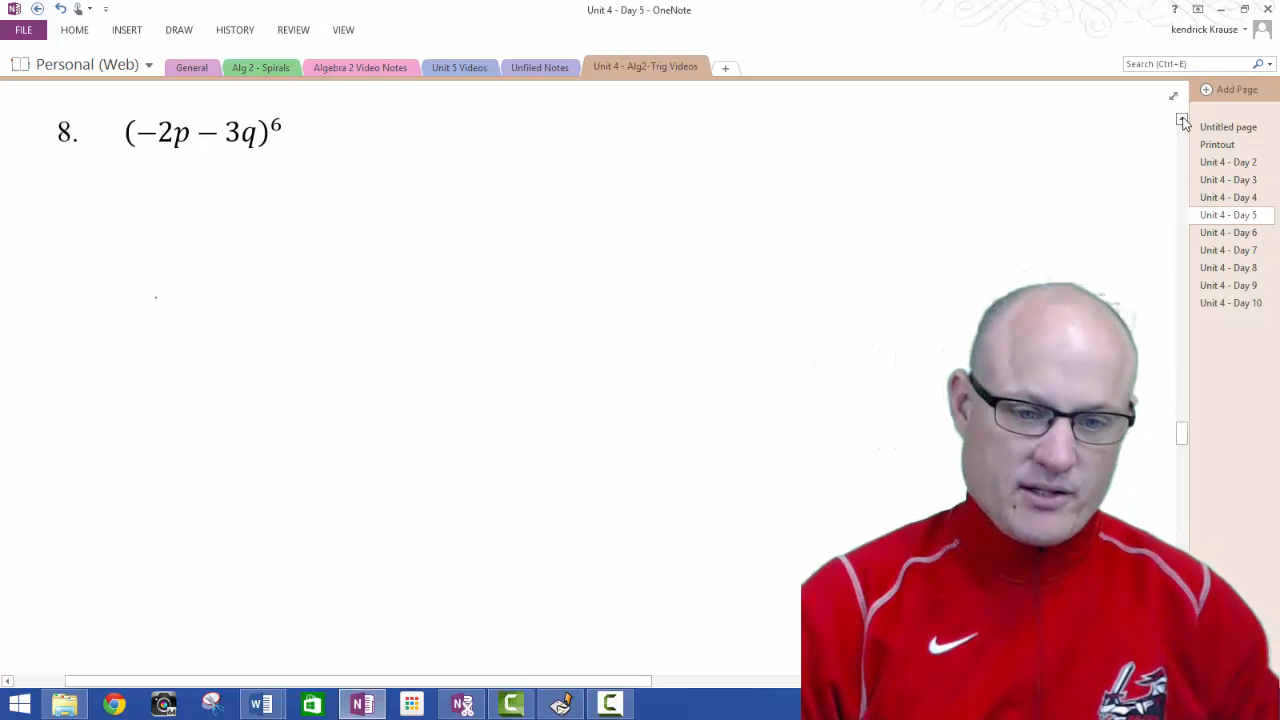 Unit 4 - Day 5 - OneNote
FILE
HOME
INSERT
DRAW
HISTORY
REVIEW
VIEW
kendrick Krause
Personal (Web)
General
Alg 2 - Spirals
Algebra 2 Video Notes
Unit 5 Videos
Unfiled Notes
Unit 4 - Alg2-Trig Videos
Search (Ctrl+E)
Add Page
8. (−2p − 3q)⁶
Untitled page
Printout
Unit 4 - Day 2
Unit 4 - Day 3
Unit 4 - Day 4
Unit 4 - Day 5
Unit 4 - Day 6
Unit 4 - Day 7
Unit 4 - Day 8
Unit 4 - Day 9
Unit 4 - Day 10